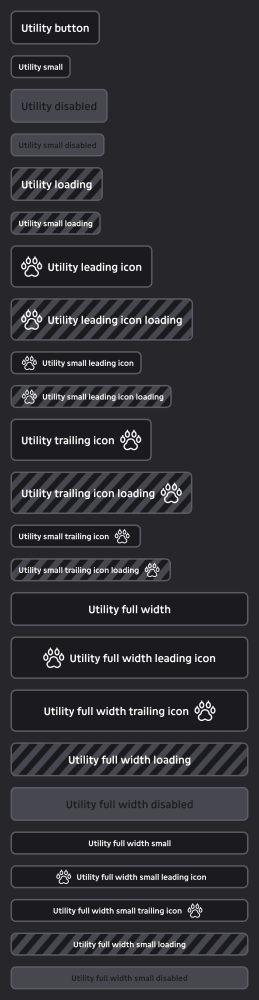 Utility button
Utility small
Utility disabled
Utility small disabled
Utility loading
Utility small loading
Utility leading icon
Utility leading icon loading
Utility small leading icon
Utility small leading icon loading
Utility trailing icon
Utility trailing icon loading
Utility small trailing icon
Utility small trailing icon loading
Utility full width
Utility full width leading icon
Utility full width trailing icon
Utility full width loading
Utility full width disabled
Utility full width small
Utility full width small leading icon
Utility full width small trailing icon
Utility full width small loading
Utility full width small disabled